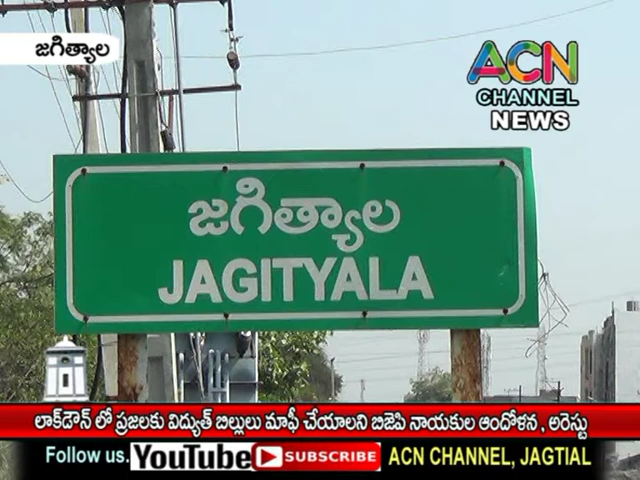 జగిత్యాల
ACN
CHANNEL
NEWS
జగిత్యాల
JAGITYALA
లాక్‌డౌన్ లో ప్రజలకు విద్యుత్ బిల్లులు మాఫీ చేయాలని బిజెపి నాయకుల ఆందోళన , అరెస్టు
Follow us. YouTube SUBSCRIBE ACN CHANNEL, JAGTIAL